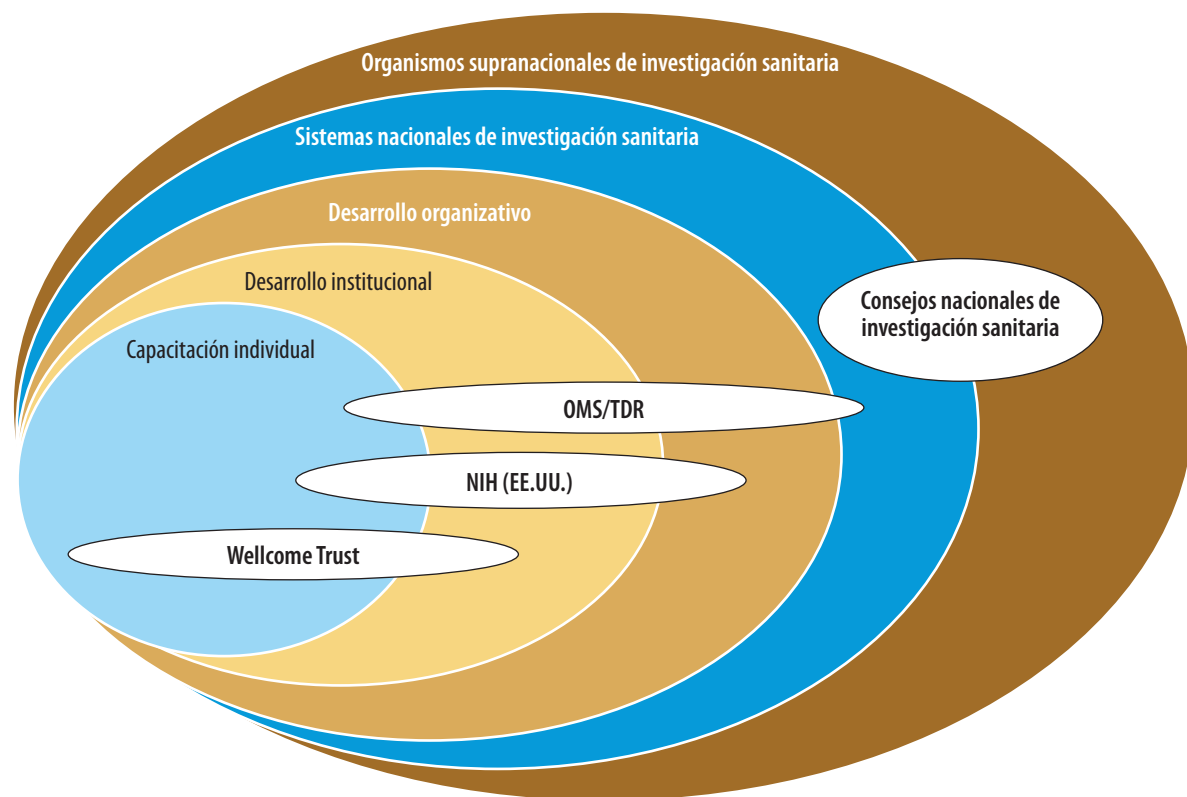 Organismos supranacionales de investigación sanitaria
Sistemas nacionales de investigación sanitaria
Desarrollo organizativo
Desarrollo institucional
Capacitación individual
Consejos nacionales de
investigación sanitaria
OMS/TDR
NIH (EE.UU.)
Wellcome Trust